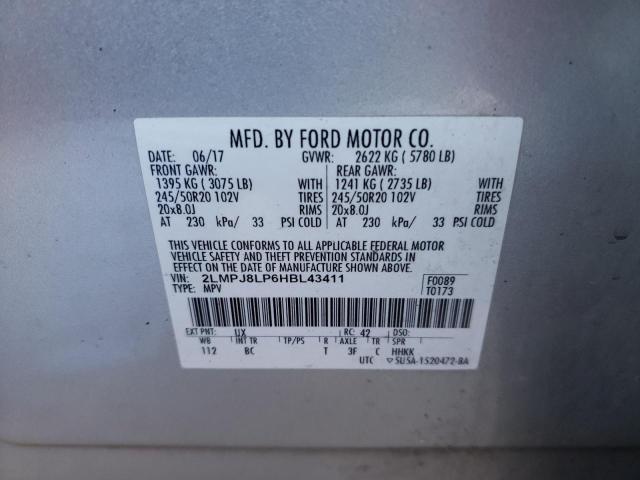 MFD. BY FORD MOTOR CO.
DATE: 06/17 GVWR: 2622 KG ( 5780 LB)
FRONT GAWR: REAR GAWR:
1395 KG ( 3075 LB) WITH 1241 KG ( 2735 LB) WITH
245/50R20 102V TIRES 245/50R20 102V TIRES
20x8.0J RIMS 20x8.0J RIMS
AT 230 kPa/ 33 PSI COLD AT 230 kPa/ 33 PSI COLD
THIS VEHICLE CONFORMS TO ALL APPLICABLE FEDERAL MOTOR
VEHICLE SAFETY AND THEFT PREVENTION STANDARDS IN
EFFECT ON THE DATE OF MANUFACTURE SHOWN ABOVE.
VIN: 2LMPJ8LP6HBL43411 F0089
TYPE: MPV T0173
EXT PNT: UX RC: 42 DSO:
WB INT TR TP/PS R AXLE TR SPR
112 BC T 3F C HHKK
UTC ▽5U5A-1520472-BA